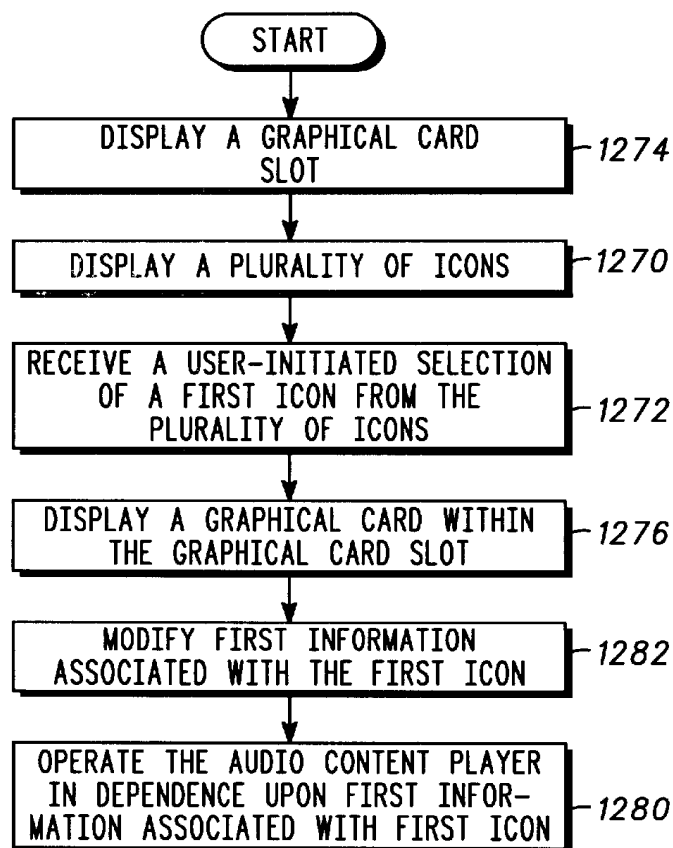 START
DISPLAY A GRAPHICAL CARD
SLOT
1274
DISPLAY A PLURALITY OF ICONS
1270
RECEIVE A USER-INITIATED SELECTION
OF A FIRST ICON FROM THE
PLURALITY OF ICONS
1272
DISPLAY A GRAPHICAL CARD WITHIN
THE GRAPHICAL CARD SLOT
1276
MODIFY FIRST INFORMATION
ASSOCIATED WITH THE FIRST ICON
1282
OPERATE THE AUDIO CONTENT PLAYER
IN DEPENDENCE UPON FIRST INFOR-
MATION ASSOCIATED WITH FIRST ICON
1280